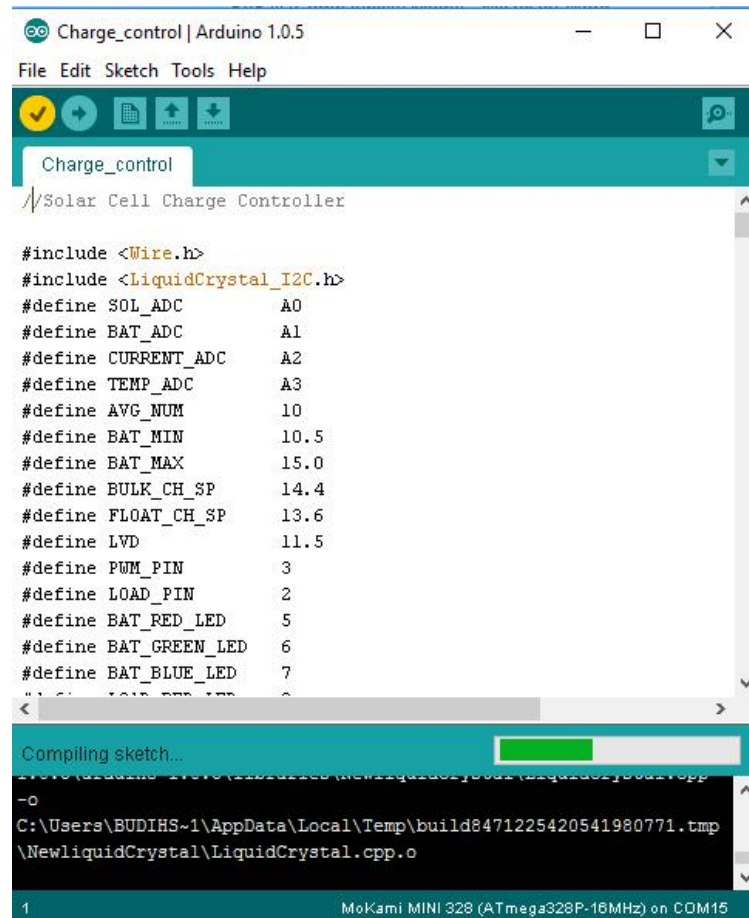 Charge_control | Arduino 1.0.5
File Edit Sketch Tools Help
Charge_control
//Solar Cell Charge Controller
#include <Wire.h>
#include <LiquidCrystal_I2C.h>
#define SOL_ADC A0
#define BAT_ADC A1
#define CURRENT_ADC A2
#define TEMP_ADC A3
#define AVG_NUM 10
#define BAT_MIN 10.5
#define BAT_MAX 15.0
#define BULK_CH_SP 14.4
#define FLOAT_CH_SP 13.6
#define LVD 11.5
#define PWM_PIN 3
#define LOAD_PIN 2
#define BAT_RED_LED 5
#define BAT_GREEN_LED 6
#define BAT_BLUE_LED 7
Compiling sketch...
-o
C:\Users\BUDIHS~1\AppData\Local\Temp\build8471225420541980771.tmp
\NewliquidCrystal\LiquidCrystal.cpp.o
1 MoKami MINI 328 (ATmega328P-16MHz) on COM15